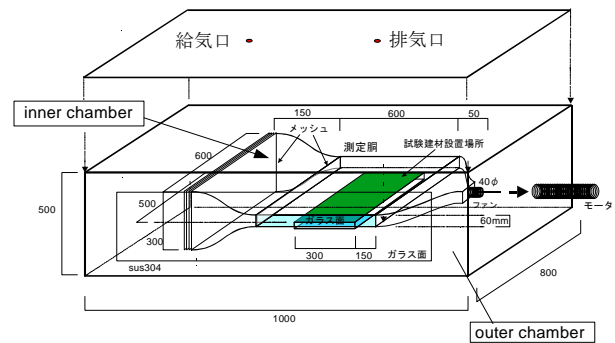 給気口
排気口
inner chamber
150
600
50
メッシュ
測定胴
試験建材設置場所
600
40φ
500
500
ファン
モータ
ガラス面
60mm
300
ガラス面
300
150
sus304
800
1000
outer chamber